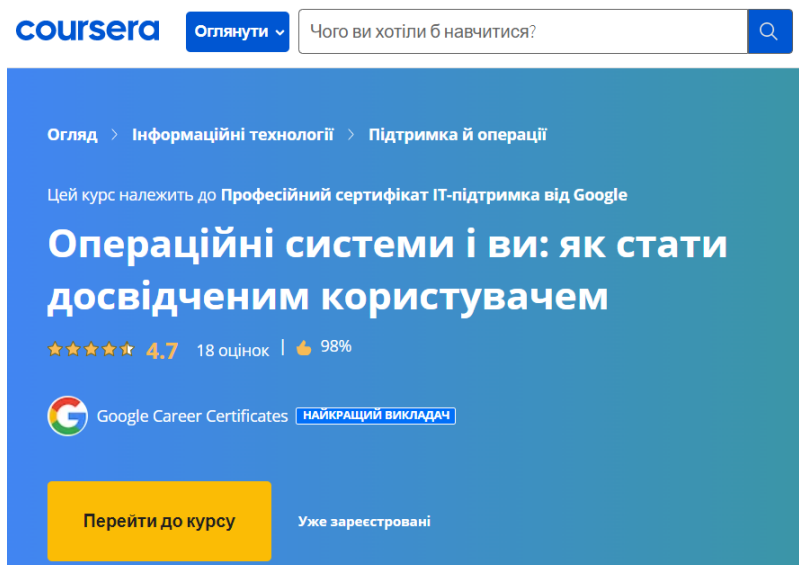 coursera
Оглянути
Чого ви хотіли б навчитися?
Огляд > Інформаційні технології > Підтримка й операції
Цей курс належить до Професійний сертифікат ІТ-підтримка від Google
Операційні системи і ви: як стати
досвідченим користувачем
4.7 18 оцінок | 98%
Google Career Certificates НАЙКРАЩИЙ ВИКЛАДАЧ
Перейти до курсу Уже зареєстровані